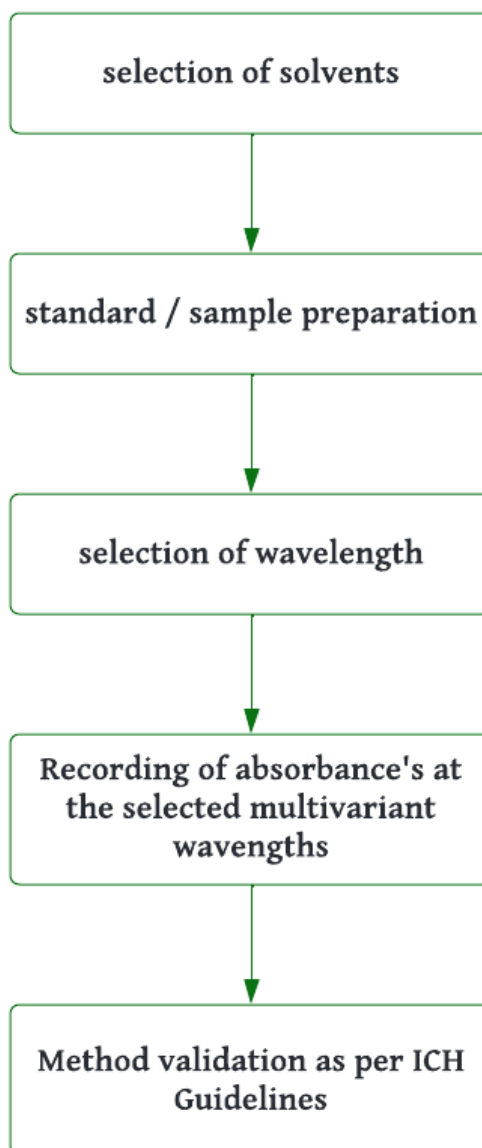 selection of solvents
standard / sample preparation
selection of wavelength
Recording of absorbance's at
the selected multivariant
wavengths
Method validation as per ICH
Guidelines